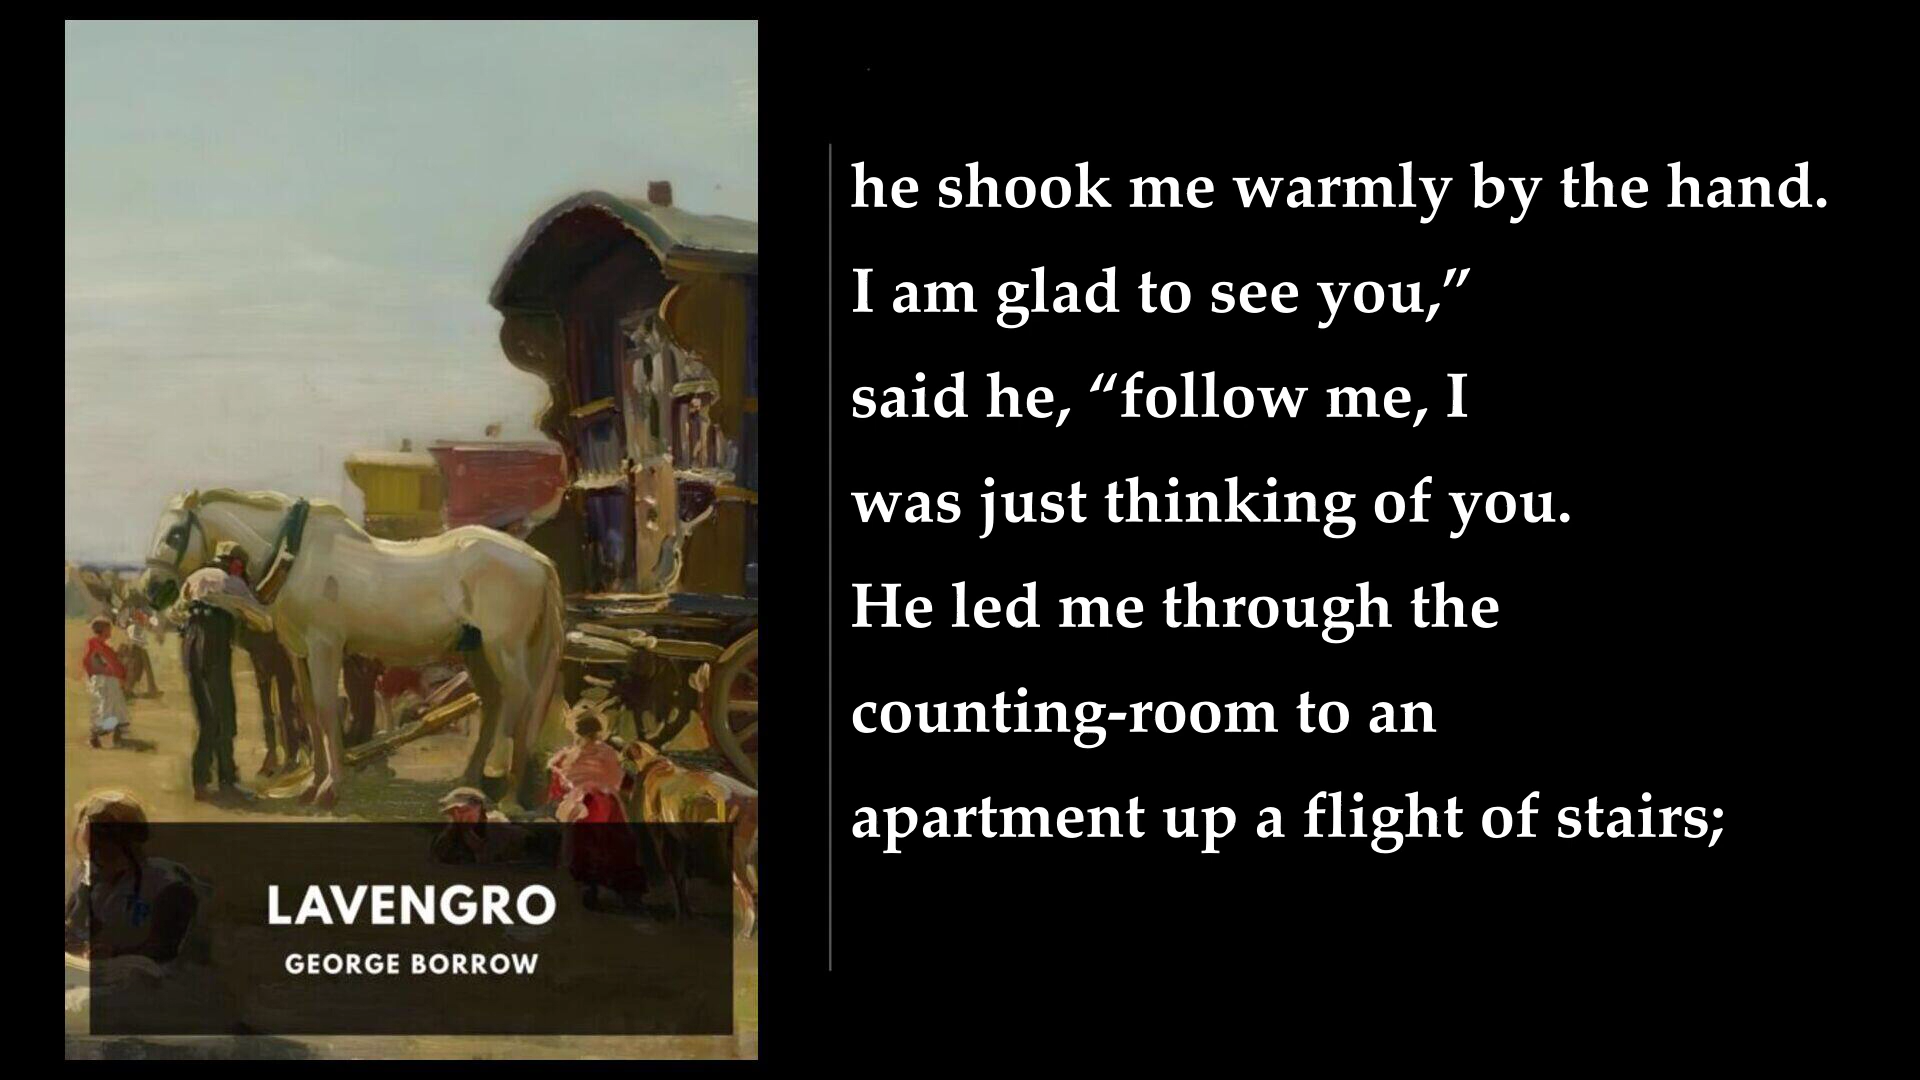 he shook me warmly by the hand.
I am glad to see you,”
said he, “follow me, I
was just thinking of you.
He led me through the
counting-room to an
apartment up a flight of stairs;
LAVENGRO
GEORGE BORROW